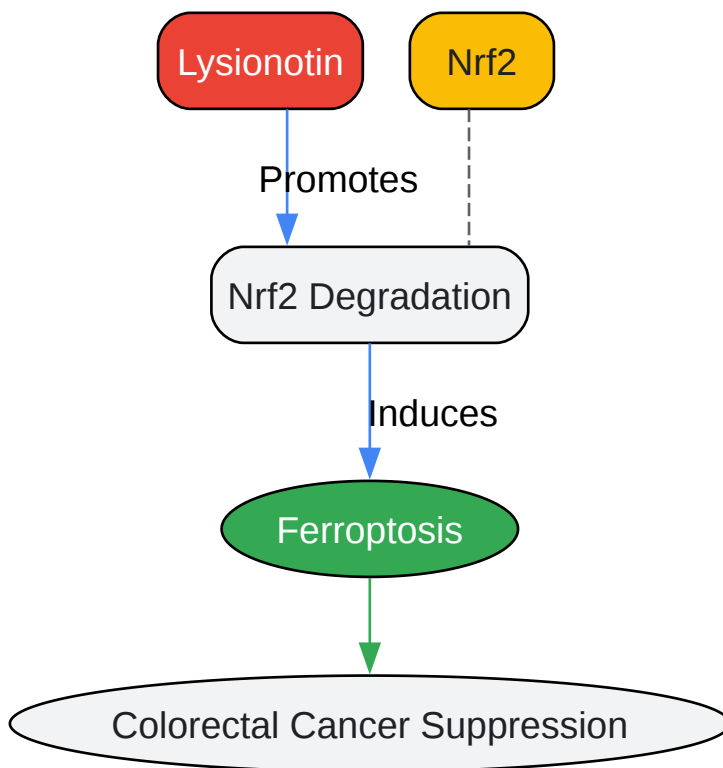 Lysionotin
Nrf2
Promotes
Nrf2 Degradation
Induces
Ferroptosis
Colorectal Cancer Suppression